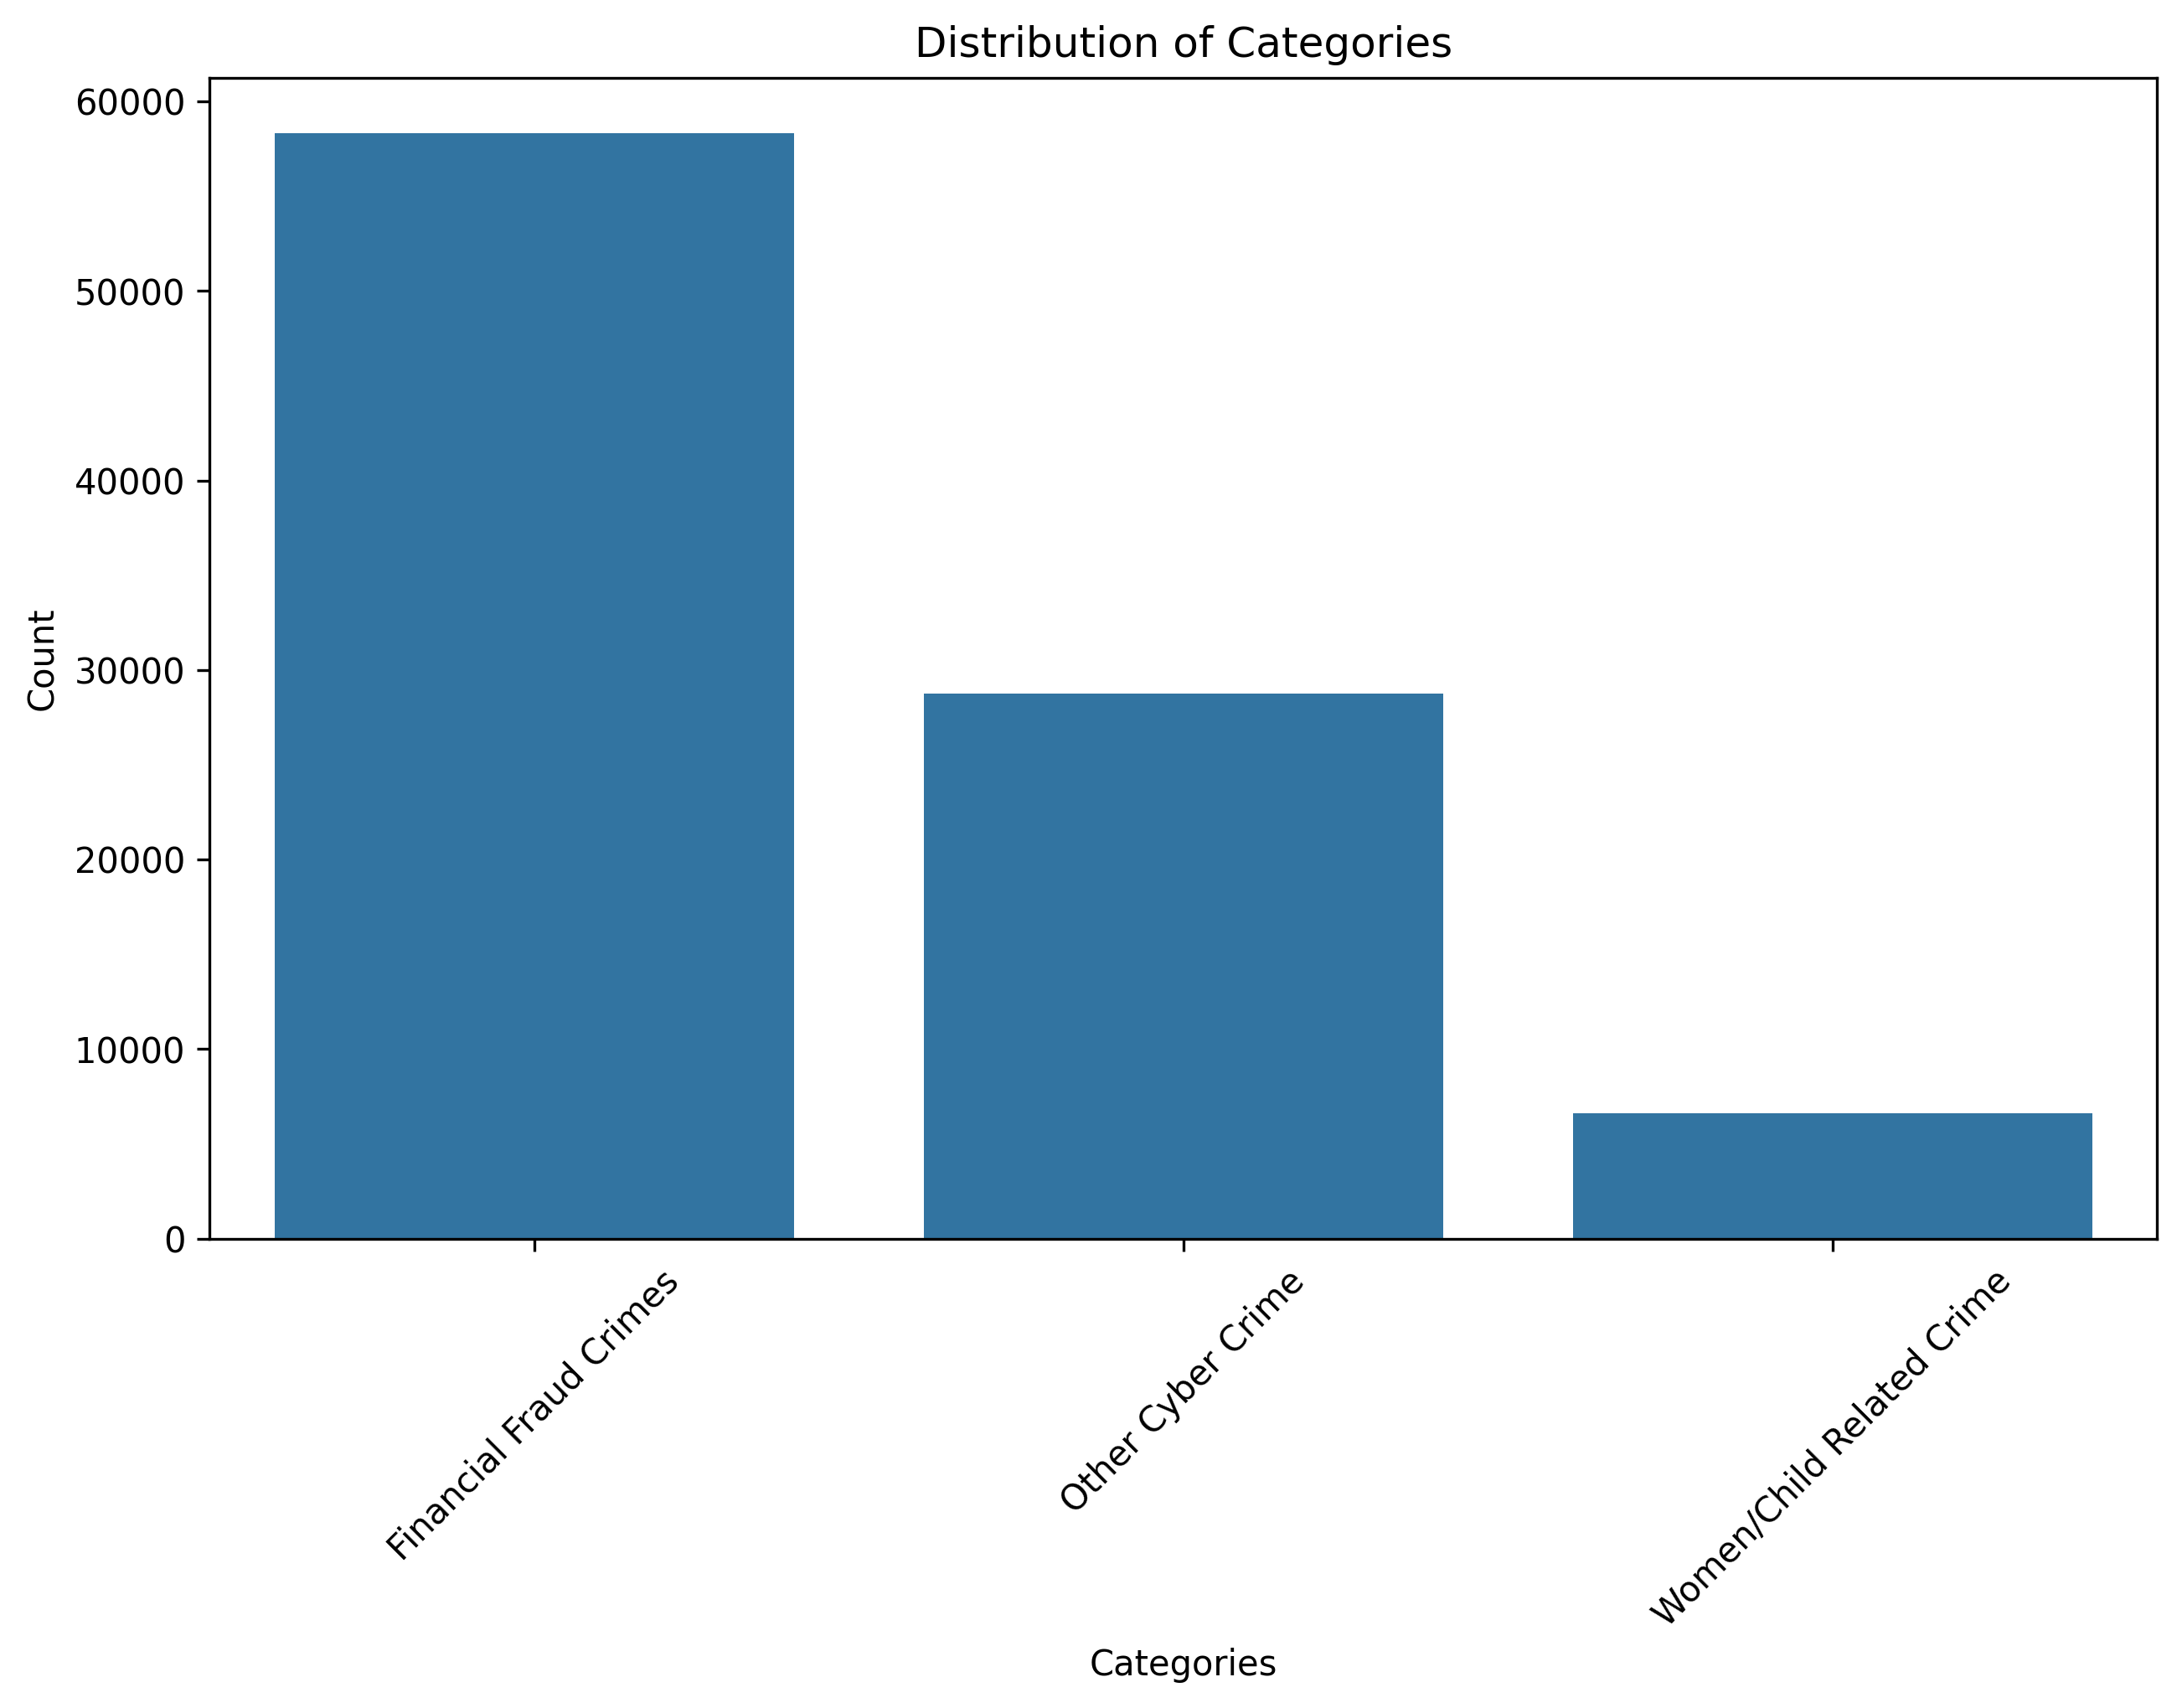 Distribution of Categories
60000
50000
40000
30000
20000
10000
0
Count
Financial Fraud Crimes
Other Cyber Crime
Women/Child Related Crime
Categories